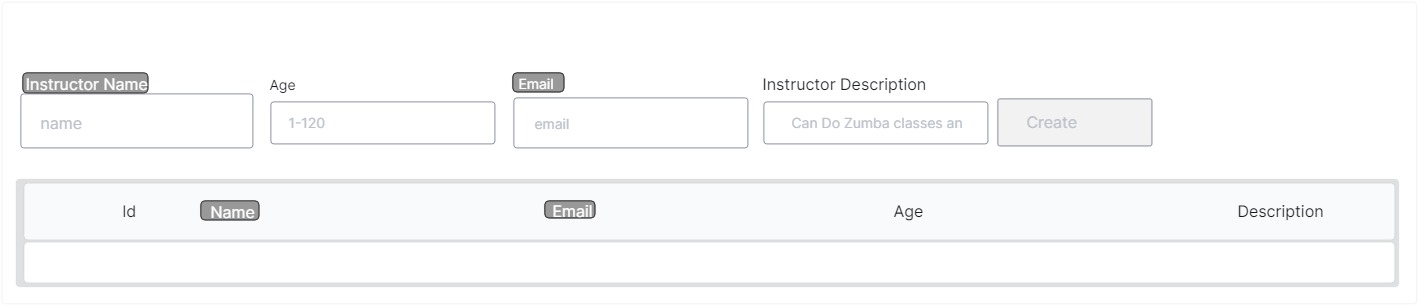 Instructor Name Age Email Instructor Description
name 1-120 email Can Do Zumba classes an Create
Id Name Email Age Description